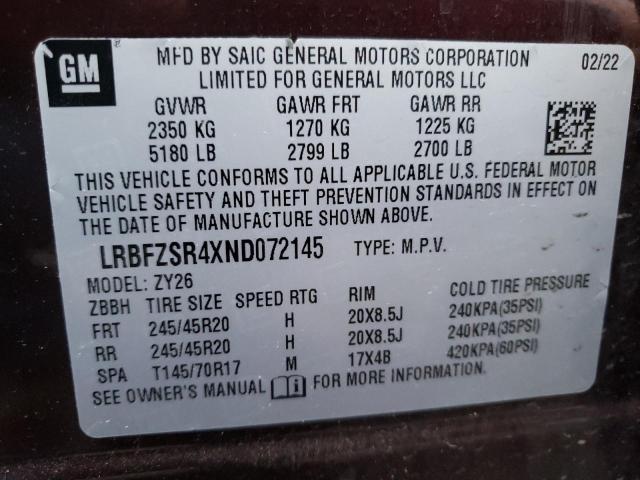 GM
MFD BY SAIC GENERAL MOTORS CORPORATION 02/22
LIMITED FOR GENERAL MOTORS LLC
GVWR GAWR FRT GAWR RR
2350 KG 1270 KG 1225 KG
5180 LB 2799 LB 2700 LB
THIS VEHICLE CONFORMS TO ALL APPLICABLE U.S. FEDERAL MOTOR
VEHICLE SAFETY AND THEFT PREVENTION STANDARDS IN EFFECT ON
THE DATE OF MANUFACTURE SHOWN ABOVE.
LRBFZSR4XND072145 TYPE: M.P.V.
MODEL: ZY26
ZBBH TIRE SIZE SPEED RTG RIM COLD TIRE PRESSURE
FRT 245/45R20 H 20X8.5J 240KPA(35PSI)
RR 245/45R20 H 20X8.5J 240KPA(35PSI)
SPA T145/70R17 M 17X4B 420KPA(60PSI)
SEE OWNER'S MANUAL FOR MORE INFORMATION.